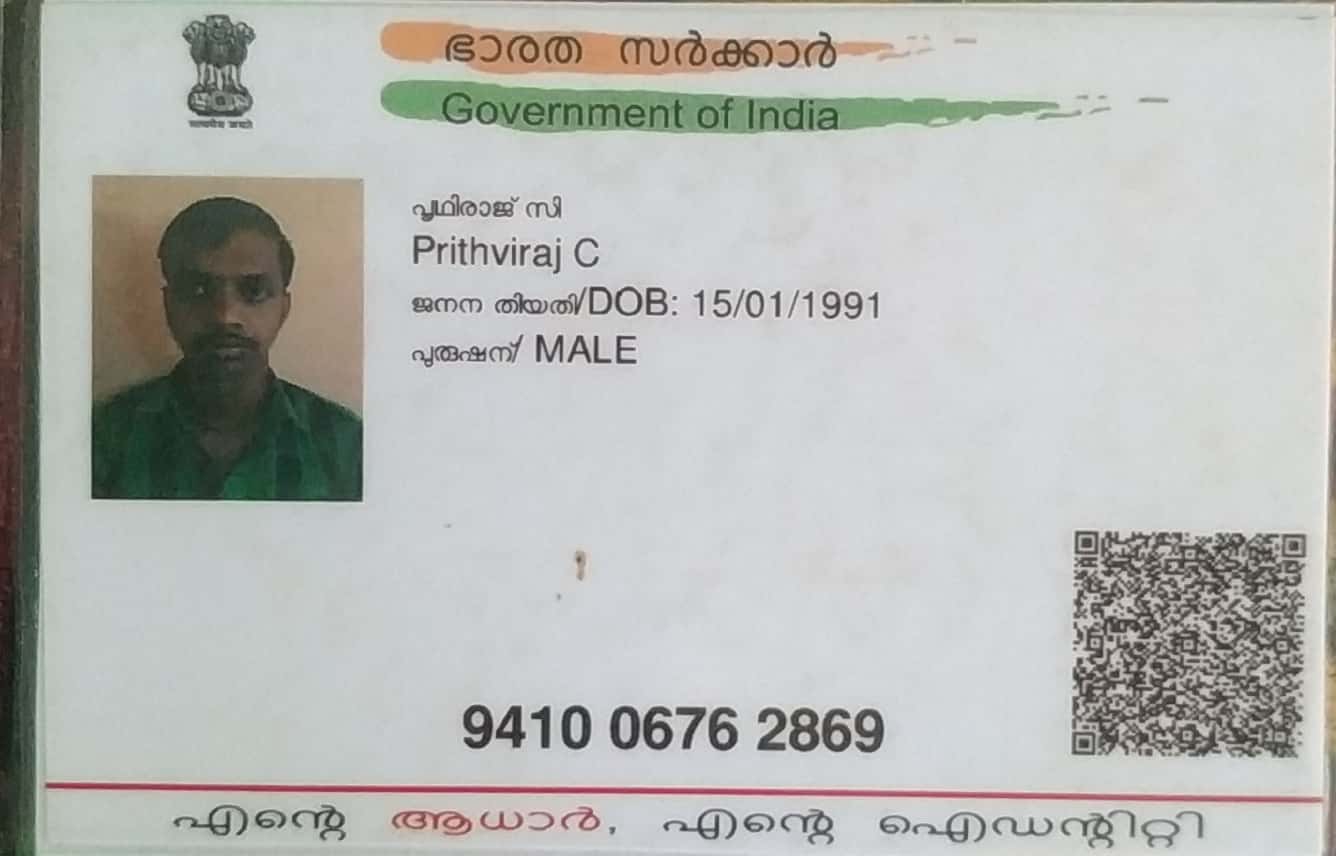 ഭാരത സർക്കാർ
Government of India
सत्यमेव जयते
പൃഥിരാജ് സി
Prithviraj C
ജനന തിയതി/DOB: 15/01/1991
പുരുഷന്/ MALE
9410 0676 2869
എന്റെ ആധാർ, എന്റെ ഐഡന്റിറ്റി